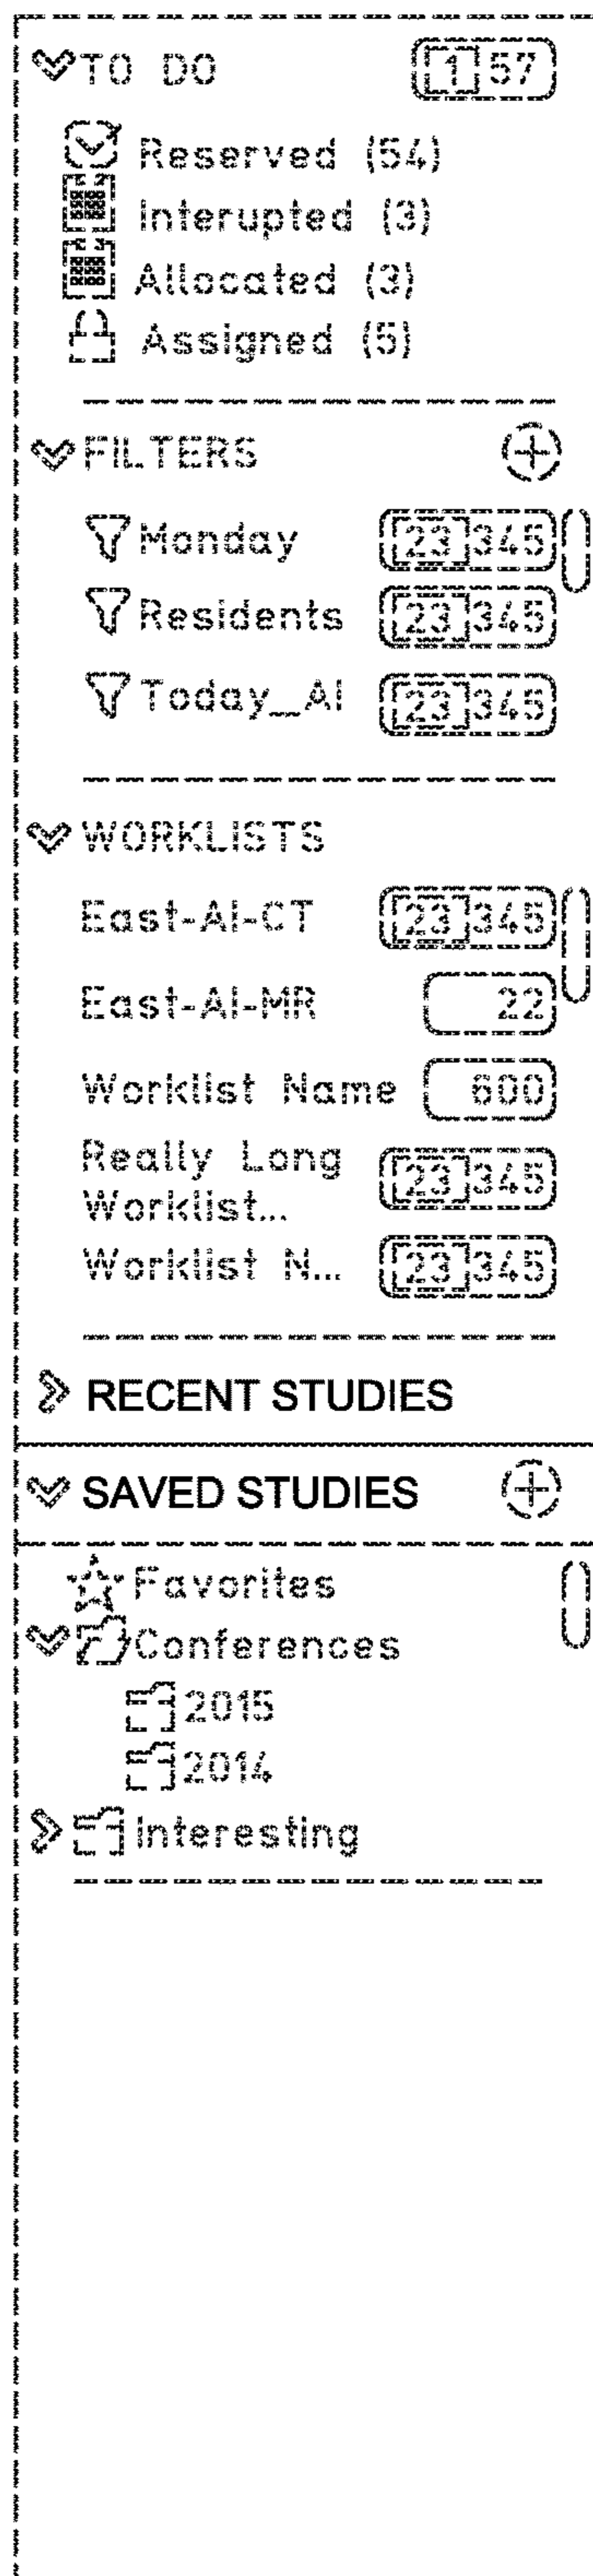 TO DO 1 57
Reserved (54)
Interupted (3)
Allocated (3)
Assigned (5)
FILTERS
Monday 23 345
Residents 23 345
Today_AI 23 345
WORKLISTS
East-AI-CT 23 345
East-AI-MR 22
Worklist Name 600
Really Long
Worklist... 23 345
Worklist N... 23 345
RECENT STUDIES
SAVED STUDIES
Favorites
Conferences
2015
2014
Interesting